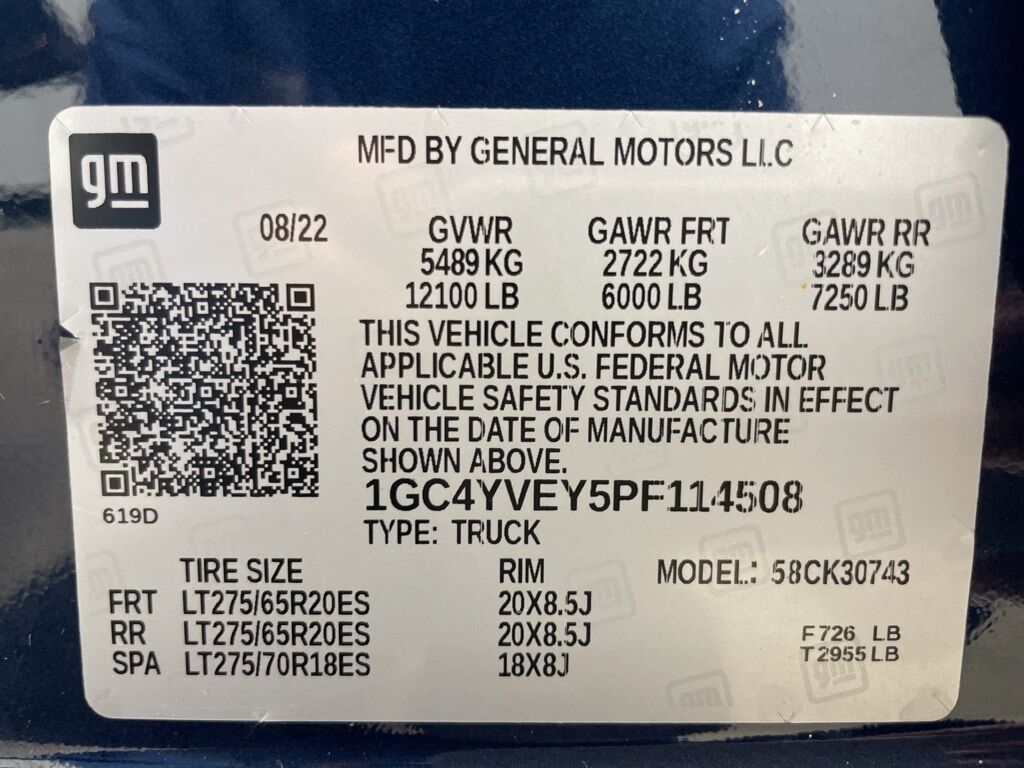 gm
MFD BY GENERAL MOTORS LLC
08/22 GVWR GAWR FRT GAWR RR
5489 KG 2722 KG 3289 KG
12100 LB 6000 LB 7250 LB
THIS VEHICLE CONFORMS TO ALL
APPLICABLE U.S. FEDERAL MOTOR
VEHICLE SAFETY STANDARDS IN EFFECT
ON THE DATE OF MANUFACTURE
SHOWN ABOVE.
1GC4YVEY5PF114508
619D
TYPE: TRUCK
TIRE SIZE RIM MODEL: 58CK30743
FRT LT275/65R20ES 20X8.5J
RR LT275/65R20ES 20X8.5J F 726 LB
SPA LT275/70R18ES 18X8J T 2955 LB